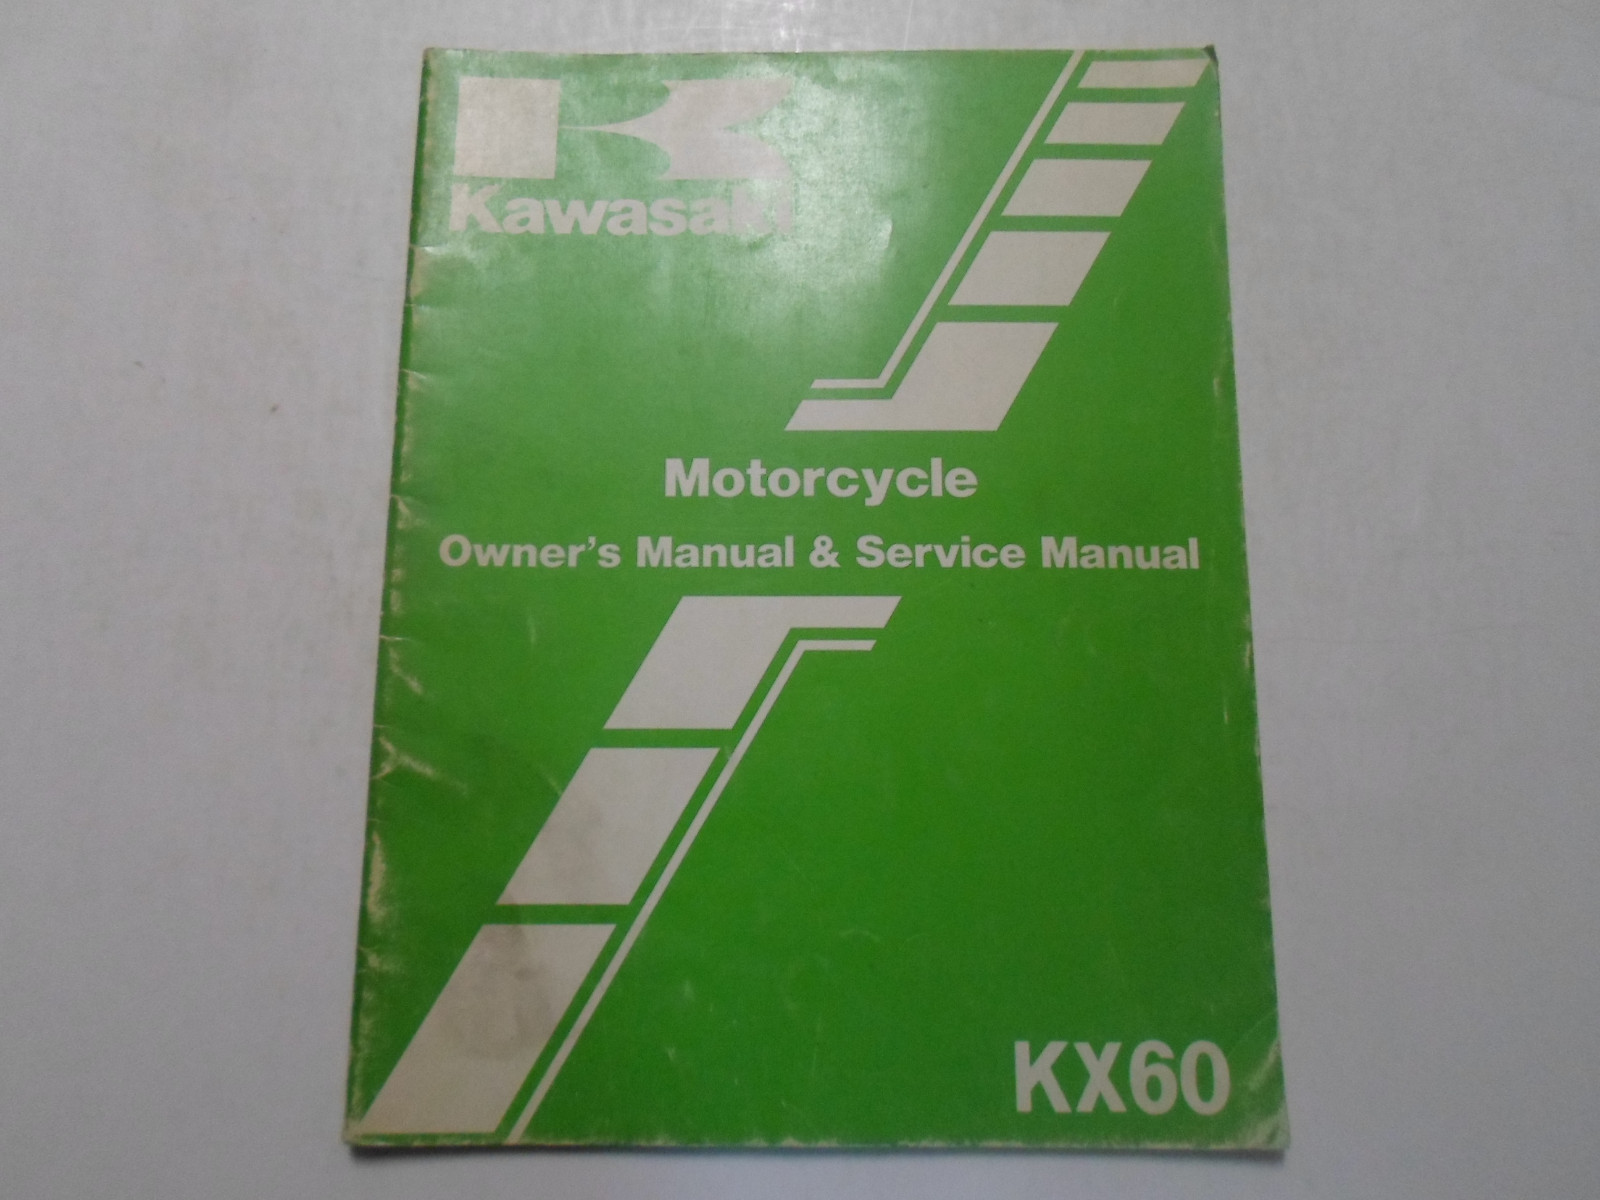 Kawasaki
Motorcycle
Owner's Manual & Service Manual
KX60